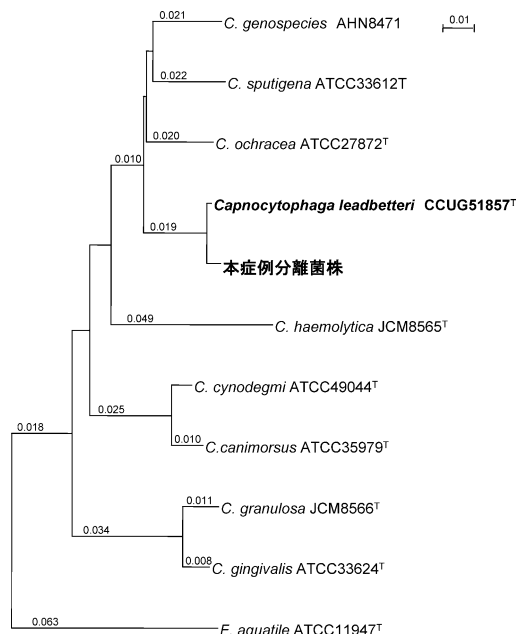 0.021
C. genospecies AHN8471
0.01
0.022
C. sputigena ATCC33612T
0.020
C. ochracea ATCC27872T
0.010
Capnocytophaga leadbetteri CCUG51857T
0.019
本症例分離菌株
0.049
C. haemolytica JCM8565T
C. cynodegmi ATCC49044T
0.025
0.010
C.canimorsus ATCC35979T
0.018
0.011
C. granulosa JCM8566T
0.034
0.008
C. gingivalis ATCC33624T
0.063
F. aquatile ATCC11947T